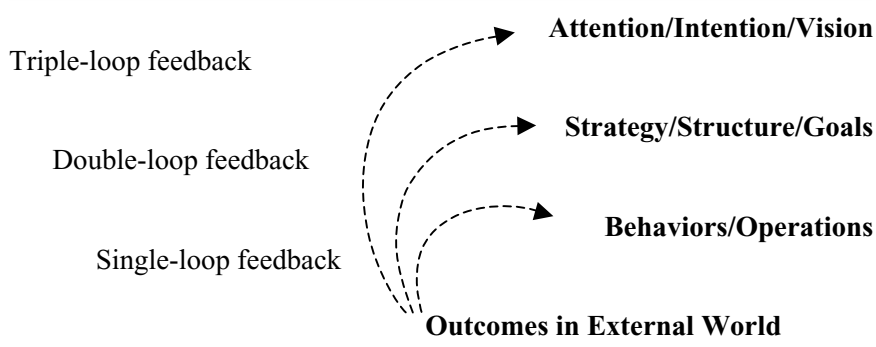 Attention/Intention/Vision
Triple-loop feedback
Strategy/Structure/Goals
Double-loop feedback
Behaviors/Operations
Single-loop feedback
Outcomes in External World